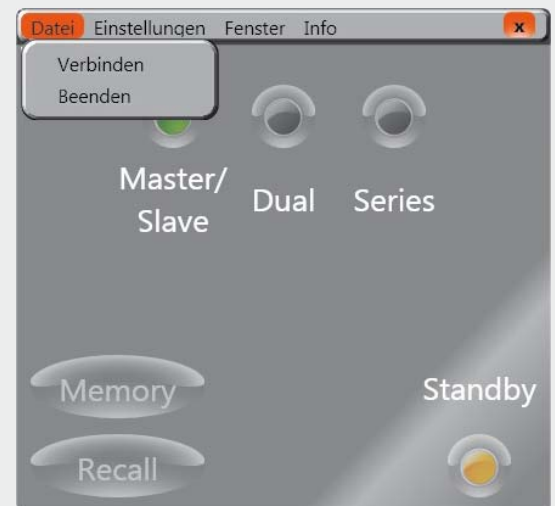 Datei Einstellungen Fenster Info x
Verbinden
Beenden
Master/
Slave
Dual
Series
Memory
Standby
Recall